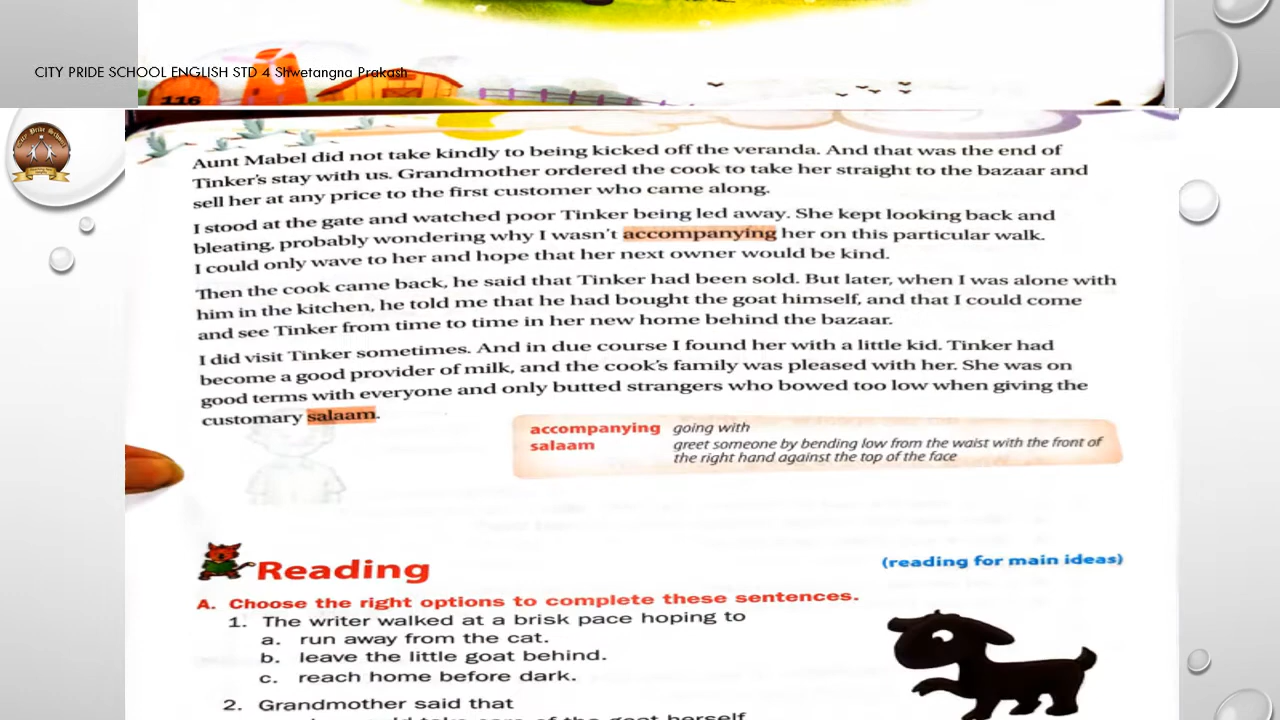 CITY PRIDE SCHOOL ENGLISH STD 4 Shwetangna Prakash
116
City Pride School
Aunt Mabel did not take kindly to being kicked off the veranda. And that was the end of
Tinker's stay with us. Grandmother ordered the cook to take her straight to the bazaar and
sell her at any price to the first customer who came along.
I stood at the gate and watched poor Tinker being led away. She kept looking back and
bleating, probably wondering why I wasn't accompanying her on this particular walk.
I could only wave to her and hope that her next owner would be kind.
Then the cook came back, he said that Tinker had been sold. But later, when I was alone with
him in the kitchen, he told me that he had bought the goat himself, and that I could come
and see Tinker from time to time in her new home behind the bazaar.
I did visit Tinker sometimes. And in due course I found her with a little kid. Tinker had
become a good provider of milk, and the cook's family was pleased with her. She was on
good terms with everyone and only butted strangers who bowed too low when giving the
customary salaam.
accompanying going with
salaam greet someone by bending low from the waist with the front of
the right hand against the top of the face
Reading (reading for main ideas)
A. Choose the right options to complete these sentences.
1. The writer walked at a brisk pace hoping to
a. run away from the cat.
b. leave the little goat behind.
c. reach home before dark.
2. Grandmother said that
take care of the goat herself